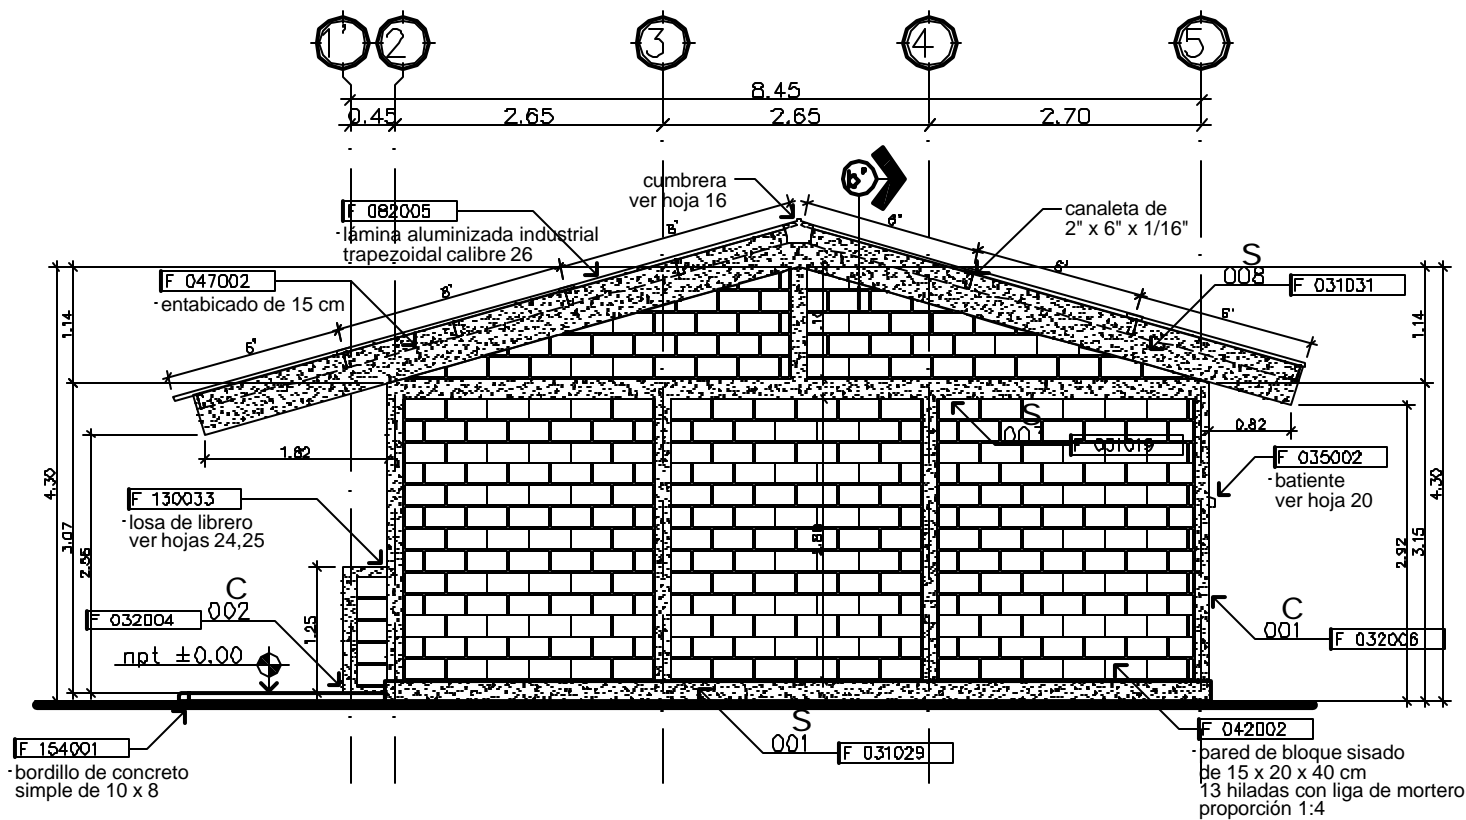 1' 2 3 4 5
8.45
0.45 2.65 2.65 2.70
b'
cumbrera
ver hoja 16
F 082005
lámina aluminizada industrial
trapezoidal calibre 26
6"
canaleta de
2" x 6" x 1/16"
S
008
F 031031
F 047002
entabicado de 15 cm
1.14
1.14
1.82
0.82
S
F 031019
F 035002
batiente
ver hoja 20
4.30
3.07
4.30
3.15
2.92
F 130033
losa de librero
ver hojas 24,25
C
002
F 032004
1.25
npt ±0.00
C
001
F 032006
S
001
F 031029
F 154001
bordillo de concreto
simple de 10 x 8
F 042002
pared de bloque sisado
de 15 x 20 x 40 cm
13 hiladas con liga de mortero
proporción 1:4